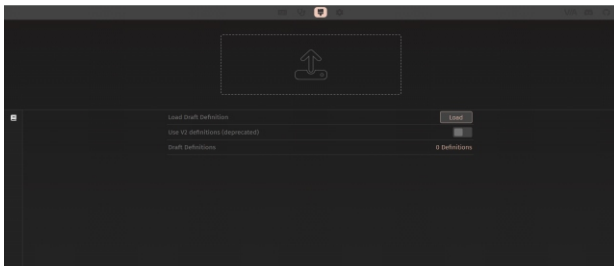 Load Draft Definition
Load
Use V2 definitions (deprecated)
Draft Definitions
0 Definitions